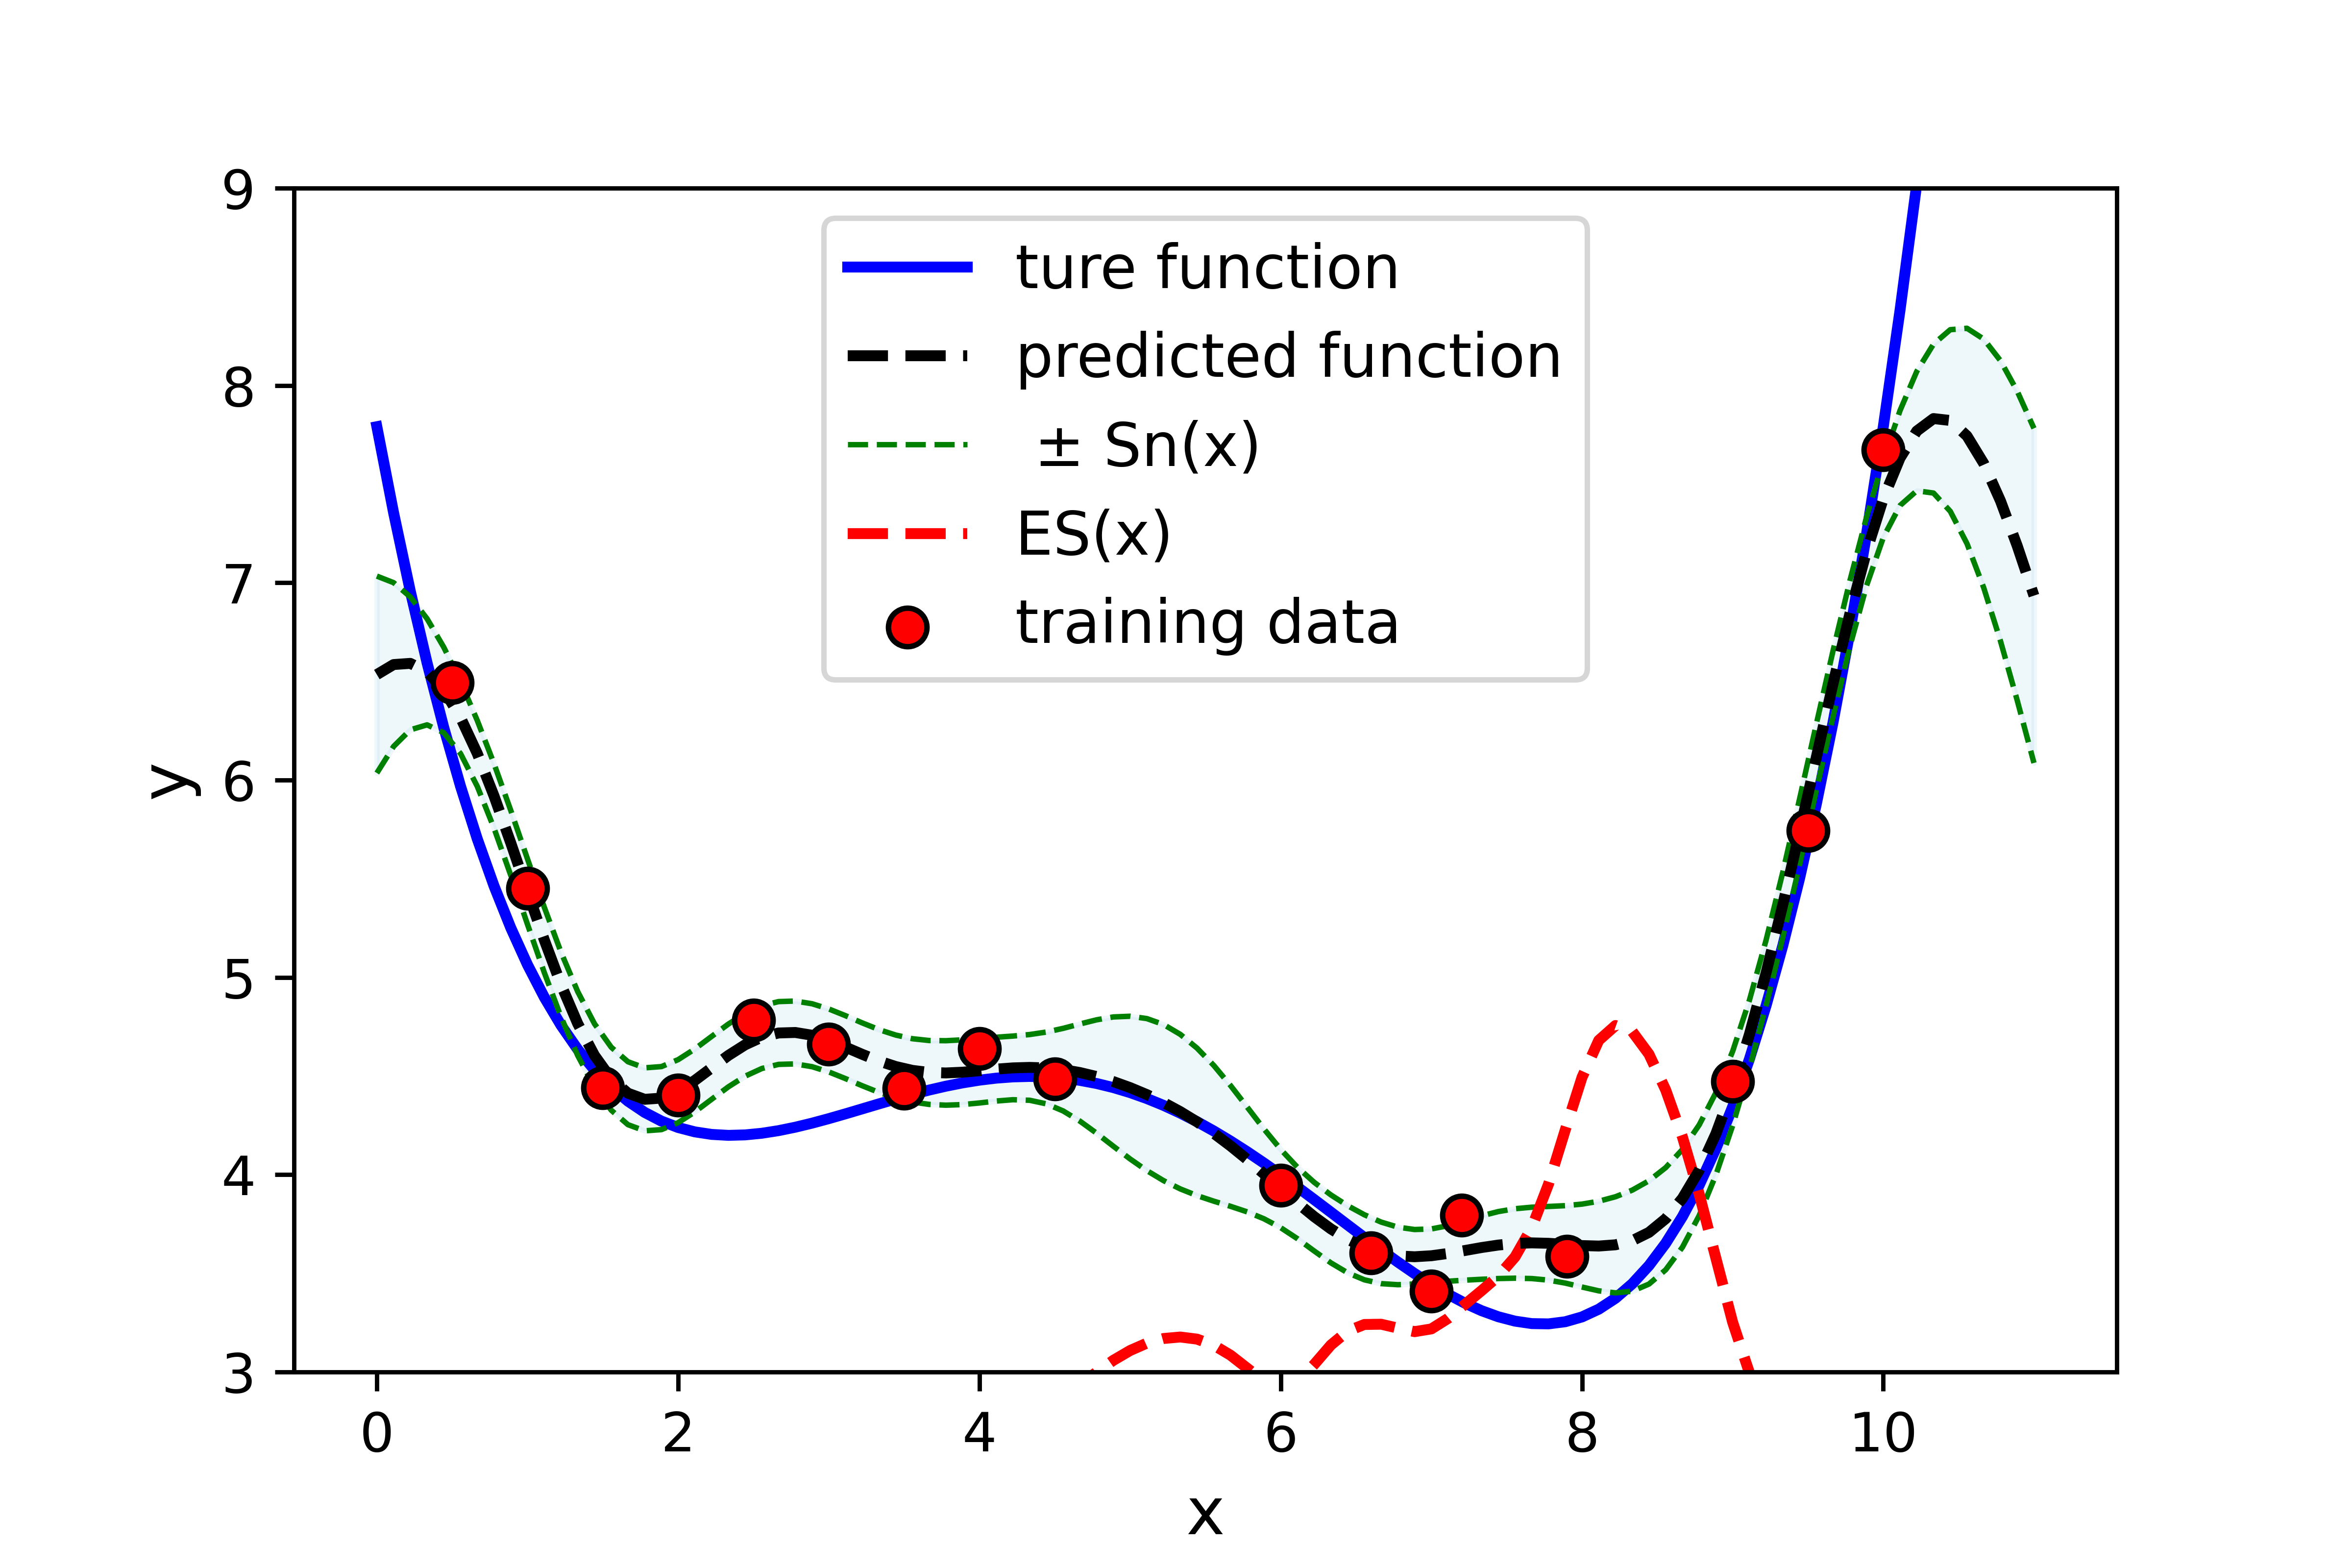 ture function
predicted function
± Sn(x)
ES(x)
training data
9
8
7
6
5
4
3
y
0 2 4 6 8 10
x